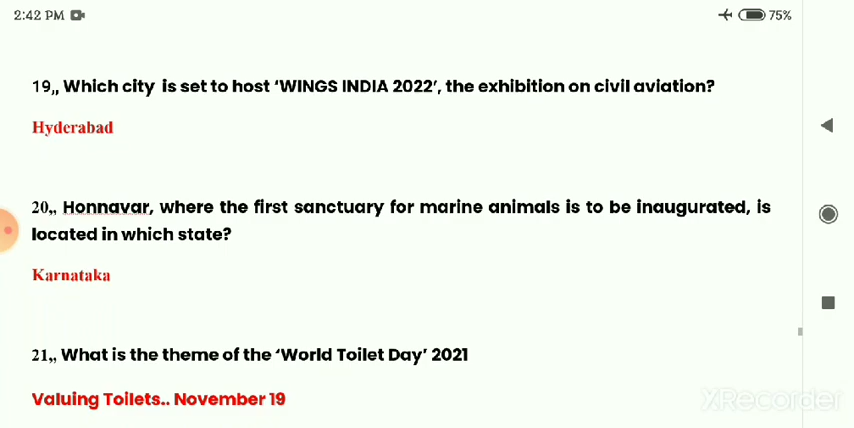 2:42 PM
75%
19,, Which city is set to host ‘WINGS INDIA 2022’, the exhibition on civil aviation?
Hyderabad
20,, Honnavar, where the first sanctuary for marine animals is to be inaugurated, is
located in which state?
Karnataka
21,, What is the theme of the ‘World Toilet Day’ 2021
Valuing Toilets.. November 19
XRecorder